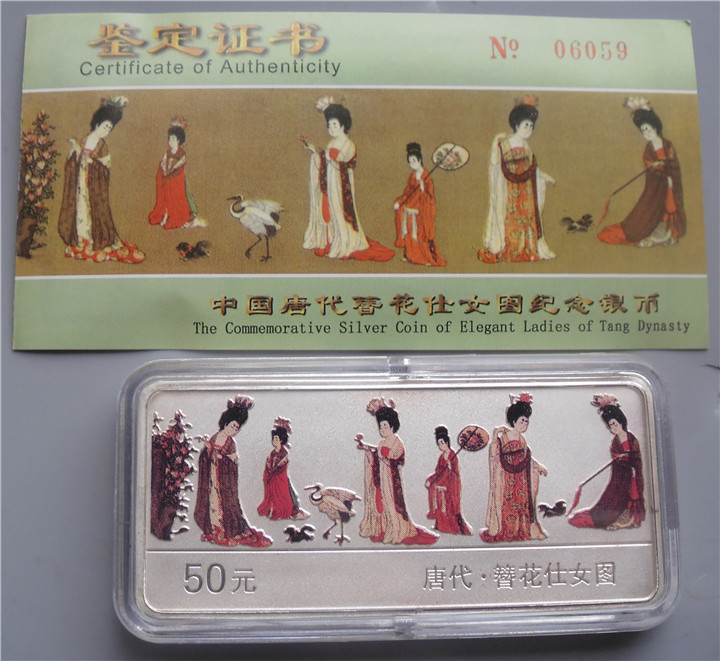 鉴定证书
Certificate of Authenticity
№ 06059
中国唐代簪花仕女图纪念银币
The Commemorative Silver Coin of Elegant Ladies of Tang Dynasty
50元
唐代·簪花仕女图